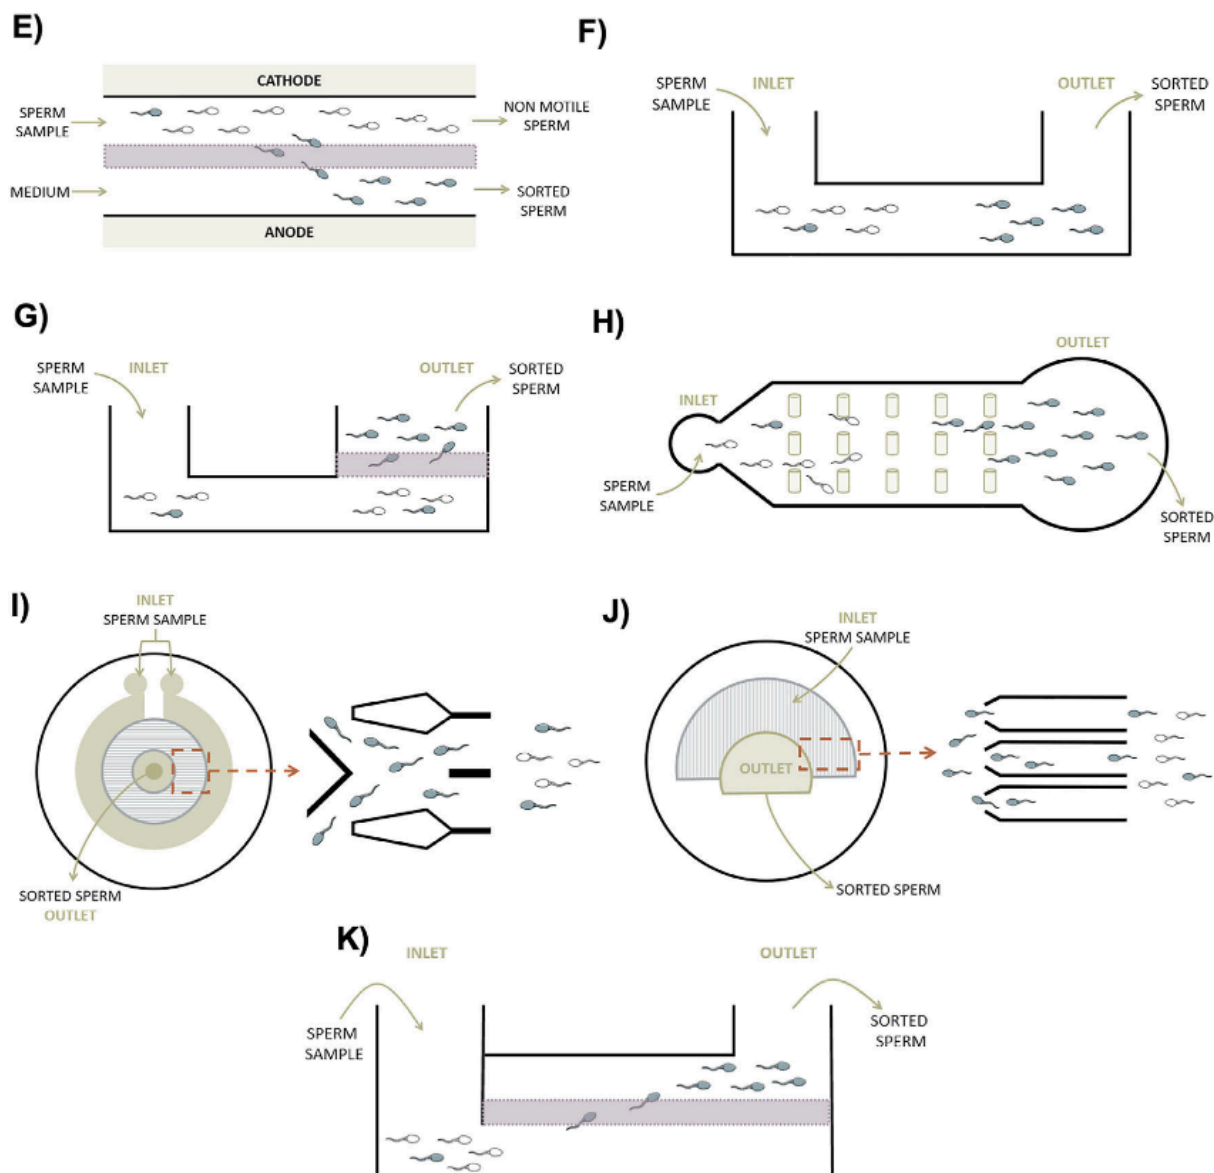 E)
CATHODE
SPERM
SAMPLE
NON MOTILE
SPERM
MEDIUM
SORTED
SPERM
ANODE
F)
SPERM
SAMPLE
INLET
OUTLET
SORTED
SPERM
G)
SPERM
SAMPLE
INLET
OUTLET
SORTED
SPERM
H)
OUTLET
INLET
SPERM
SAMPLE
SORTED
SPERM
I)
INLET
SPERM SAMPLE
SORTED SPERM
OUTLET
J)
INLET
SPERM SAMPLE
OUTLET
SORTED SPERM
K)
INLET
OUTLET
SPERM
SAMPLE
SORTED
SPERM